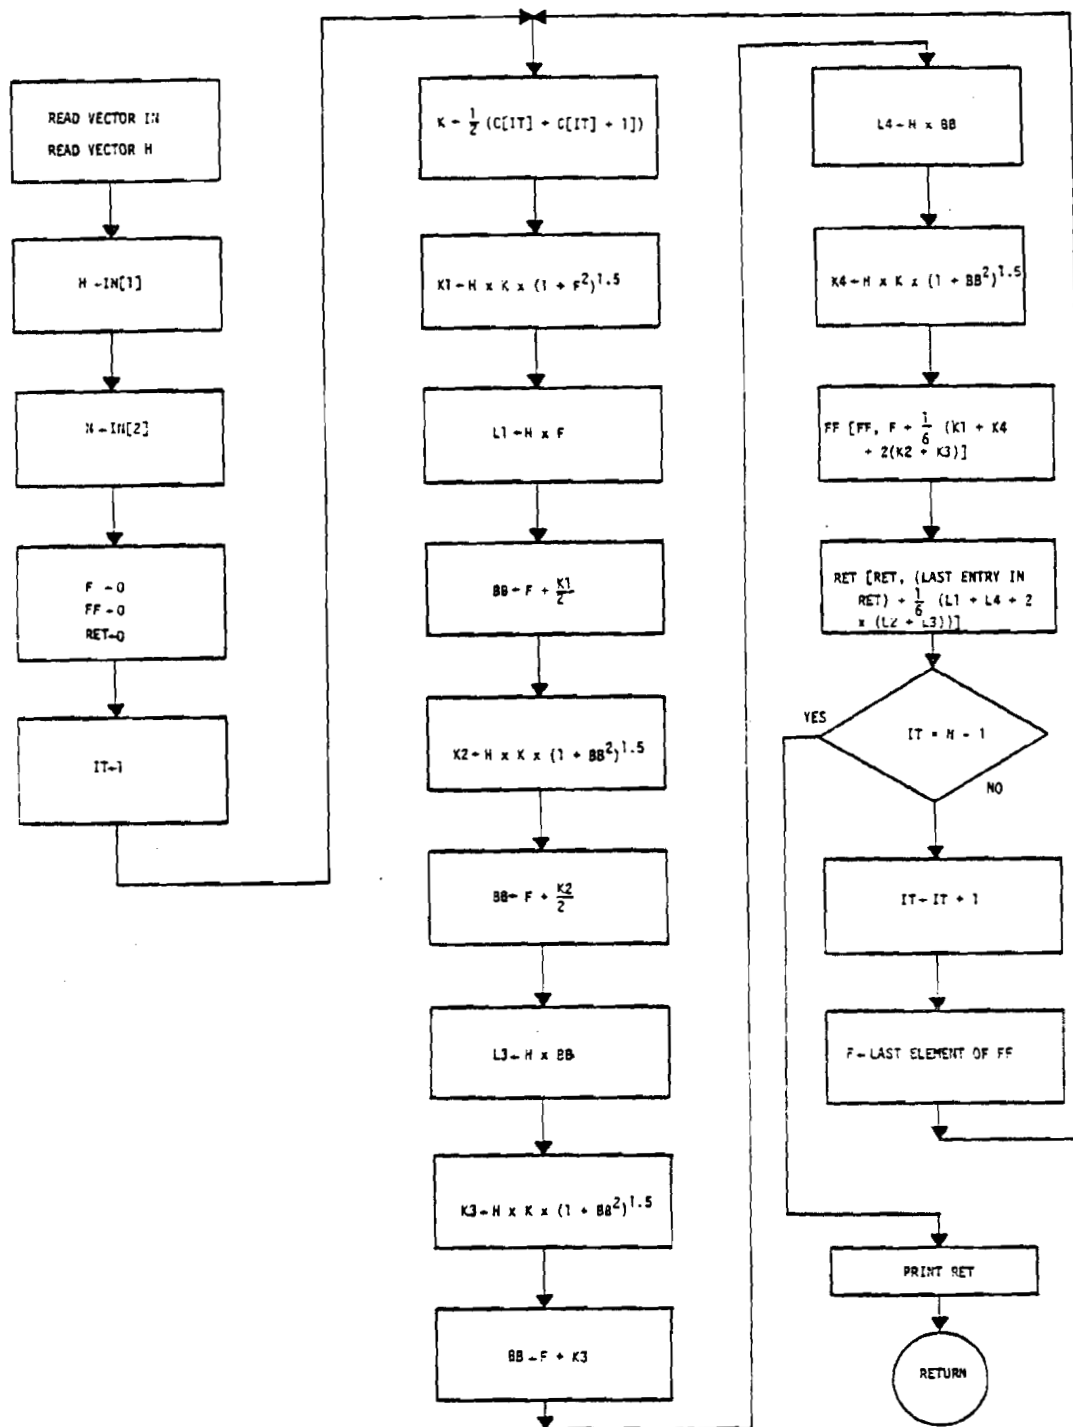 READ VECTOR IN
READ VECTOR H
H ← IN[1]
N ← IN[2]
F ← 0
FF ← 0
RET ← 0
IT ← 1
K ← 1/2 (C[IT] + C[IT] + 1])
K1 ← H x K x (1 + F²)^1.5
L1 ← H x F
BB ← F + K1/2
K2 ← H x K x (1 + BB²)^1.5
BB ← F + K2/2
L3 ← H x BB
K3 ← H x K x (1 + BB²)^1.5
BB ← F + K3
L4 ← H x BB
K4 ← H x K x (1 + BB²)^1.5
FF [FF, F + 1/6 (K1 + K4
+ 2(K2 + K3)]
RET [RET, (LAST ENTRY IN
RET) + 1/6 (L1 + L4 + 2
x (L2 + L3))]
YES
IT = N - 1
NO
IT ← IT + 1
F ← LAST ELEMENT OF FF
PRINT RET
RETURN